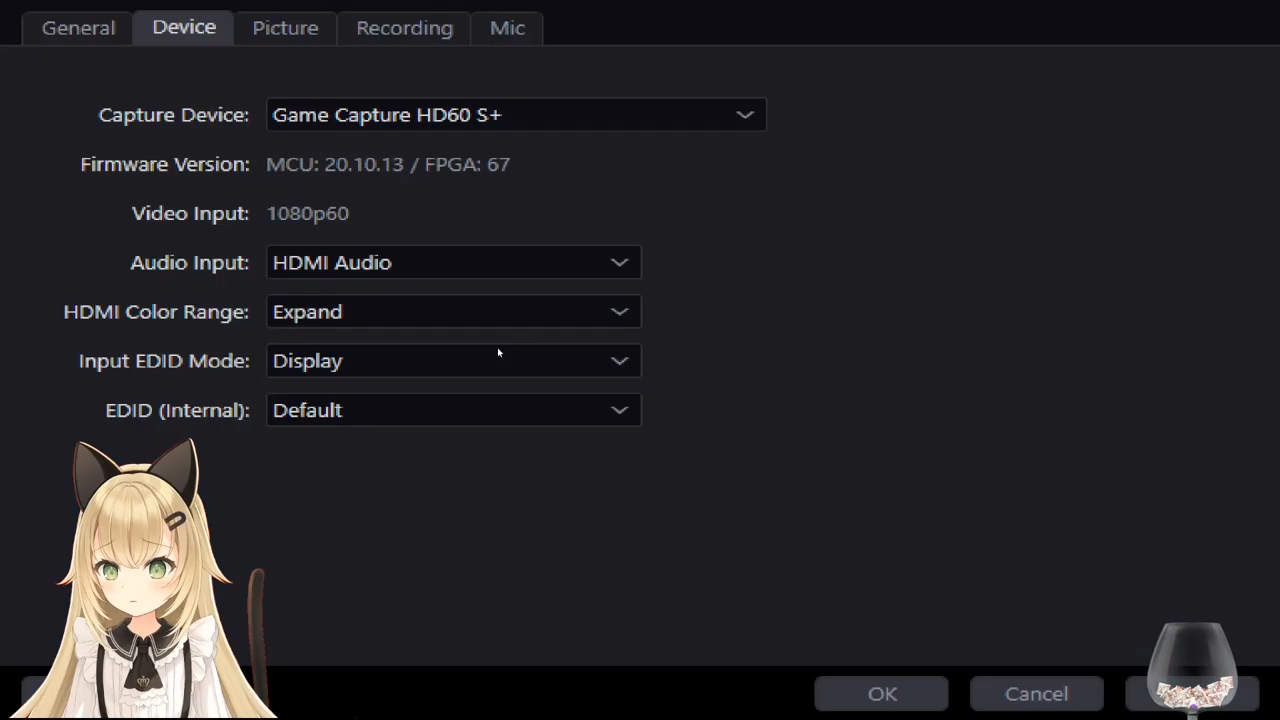 General Device Picture Recording Mic
Capture Device: Game Capture HD60 S+
Firmware Version: MCU: 20.10.13 / FPGA: 67
Video Input: 1080p60
Audio Input: HDMI Audio
HDMI Color Range: Expand
Input EDID Mode: Display
EDID (Internal): Default
OK Cancel